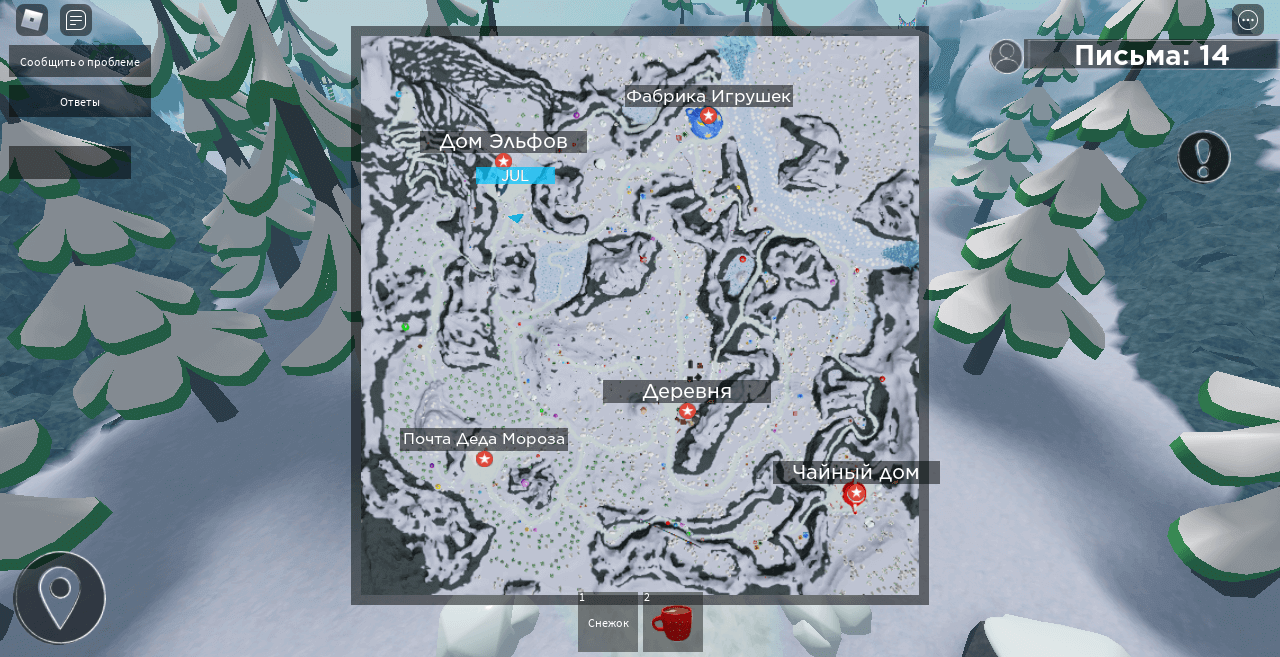 Сообщить о проблеме
Ответы
Письма: 14
Фабрика Игрушек
Дом Эльфов
JUL
Деревня
Почта Деда Мороза
Чайный дом
1
Снежок
2